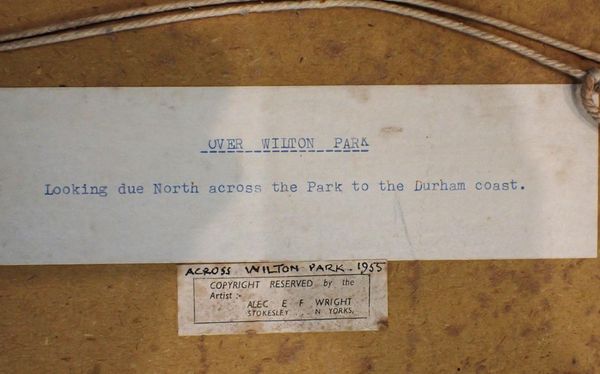 OVER WILTON PARK
Looking due North across the Park to the Durham coast.
ACROSS WILTON PARK - 1955
COPYRIGHT RESERVED by the
Artist :-
ALEC E F WRIGHT
STOKESLEY . . . N YORKS.